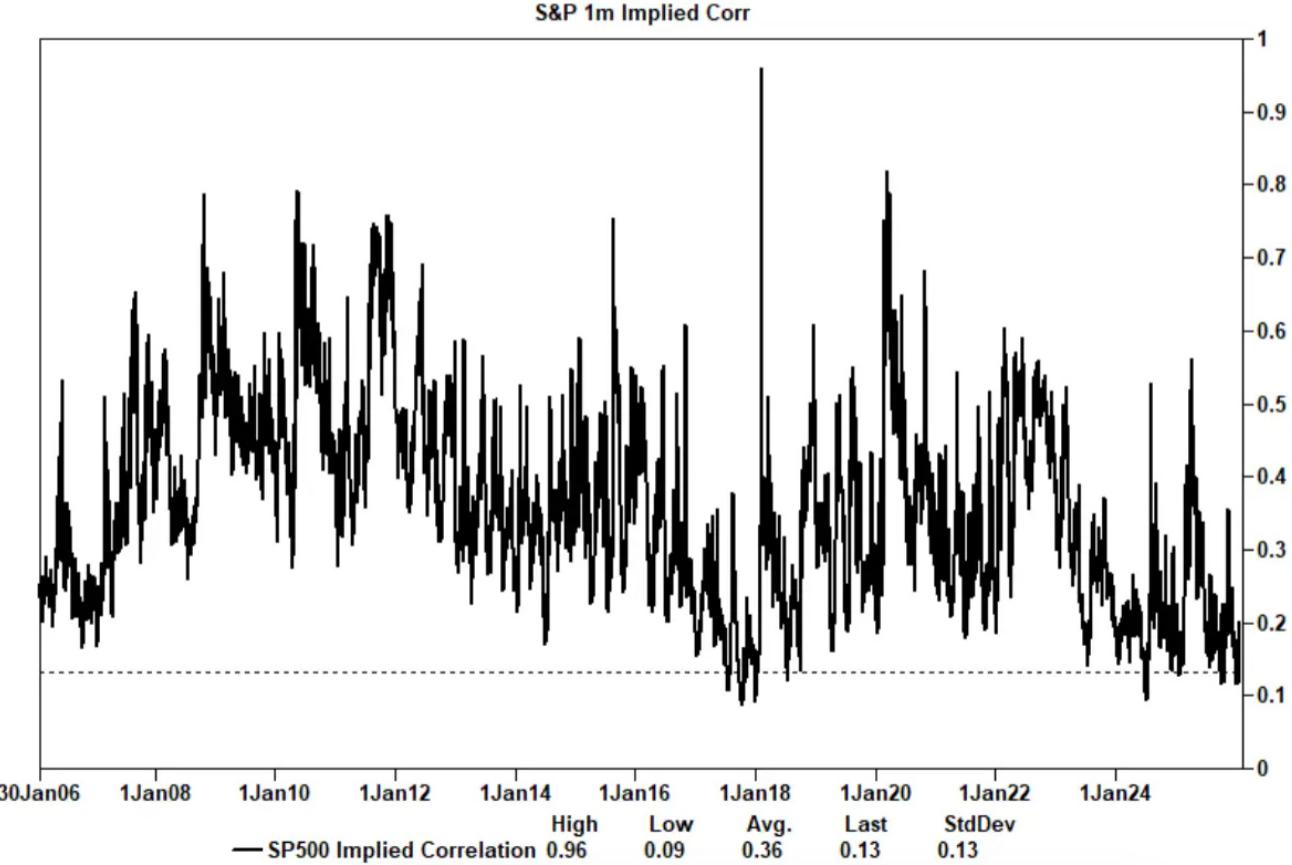 S&P 1m Implied Corr
1
0.9
0.8
0.7
0.6
0.5
0.4
0.3
0.2
0.1
0
30Jan06 1Jan08 1Jan10 1Jan12 1Jan14 1Jan16 1Jan18 1Jan20 1Jan22 1Jan24
High Low Avg. Last StdDev
SP500 Implied Correlation 0.96 0.09 0.36 0.13 0.13